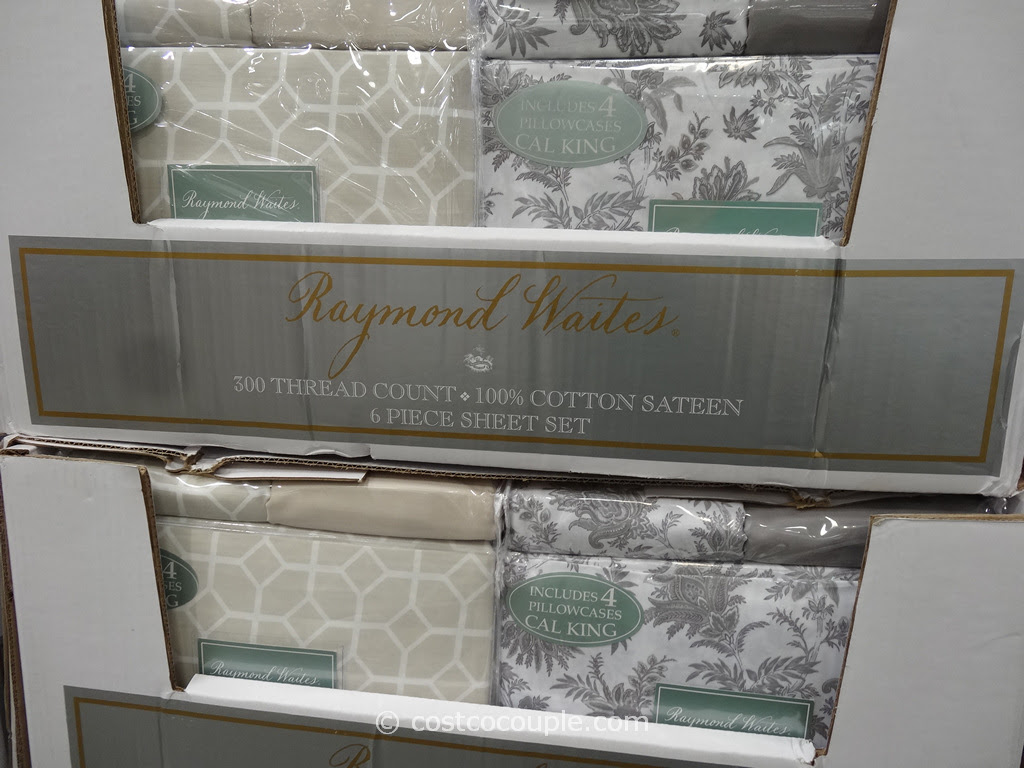 4
INCLUDES 4
PILLOWCASES
CAL KING
Raymond Waites
Raymond Waites®
300 THREAD COUNT ❖ 100% COTTON SATEEN
6 PIECE SHEET SET
4
INCLUDES 4
PILLOWCASES
CAL KING
Raymond Waites
Raymond Waites
© costcocouple.com